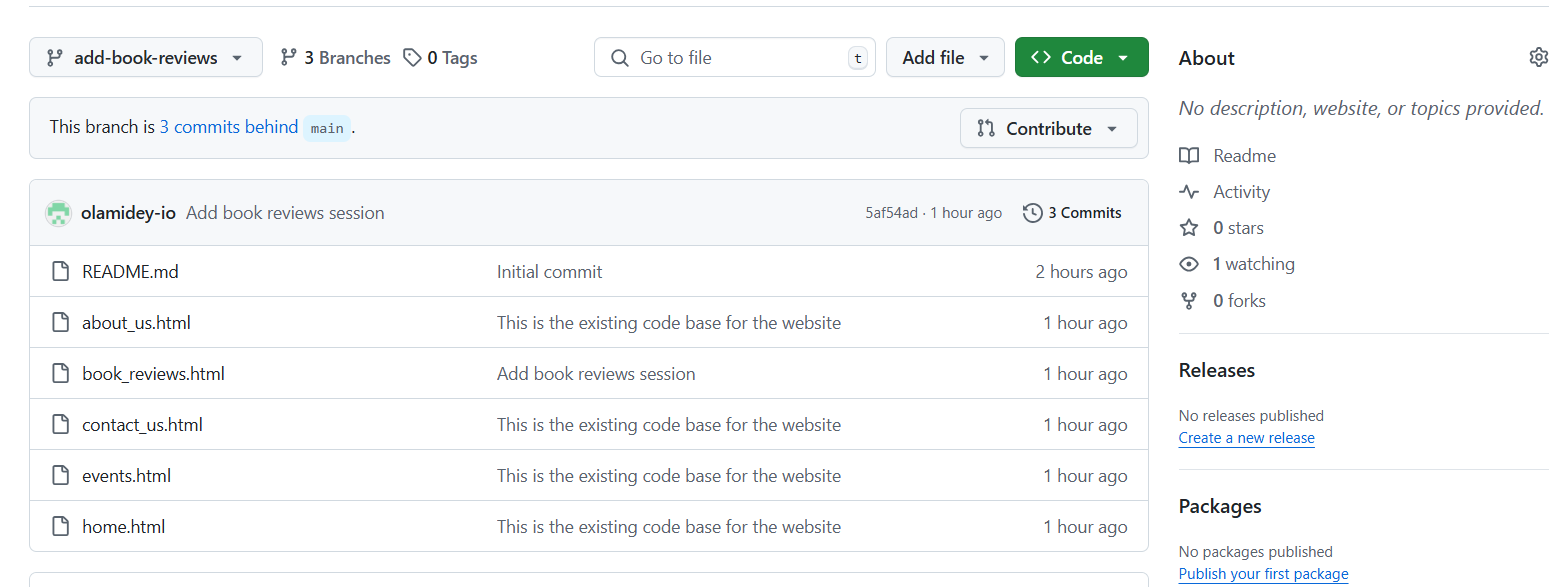 add-book-reviews 3 Branches 0 Tags Go to file t Add file Code
This branch is 3 commits behind main .
Contribute
olamidey-io Add book reviews session 5af54ad · 1 hour ago 3 Commits
README.md Initial commit 2 hours ago
about_us.html This is the existing code base for the website 1 hour ago
book_reviews.html Add book reviews session 1 hour ago
contact_us.html This is the existing code base for the website 1 hour ago
events.html This is the existing code base for the website 1 hour ago
home.html This is the existing code base for the website 1 hour ago
About
No description, website, or topics provided.
Readme
Activity
0 stars
1 watching
0 forks
Releases
No releases published
Create a new release
Packages
No packages published
Publish your first package